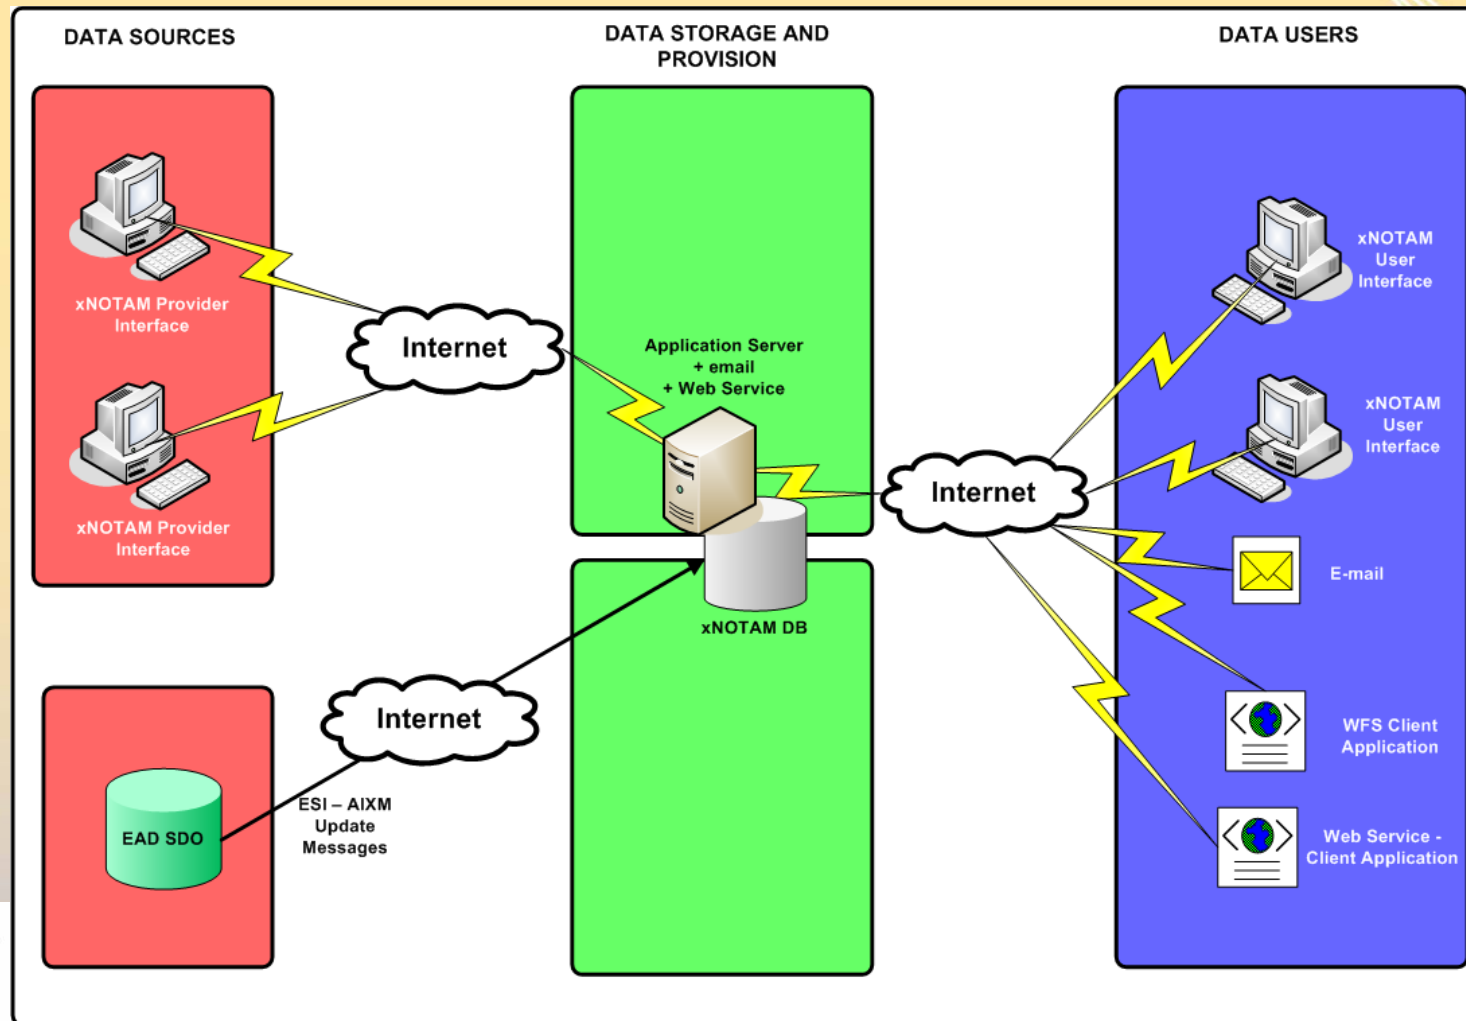 DATA SOURCES
DATA STORAGE AND
PROVISION
DATA USERS
xNOTAM Provider
Interface
xNOTAM Provider
Interface
Internet
Application Server
+ email
+ Web Service
xNOTAM DB
EAD SDO
ESI – AIXM
Update
Messages
Internet
Internet
xNOTAM
User
Interface
xNOTAM
User
Interface
E-mail
WFS Client
Application
Web Service -
Client Application